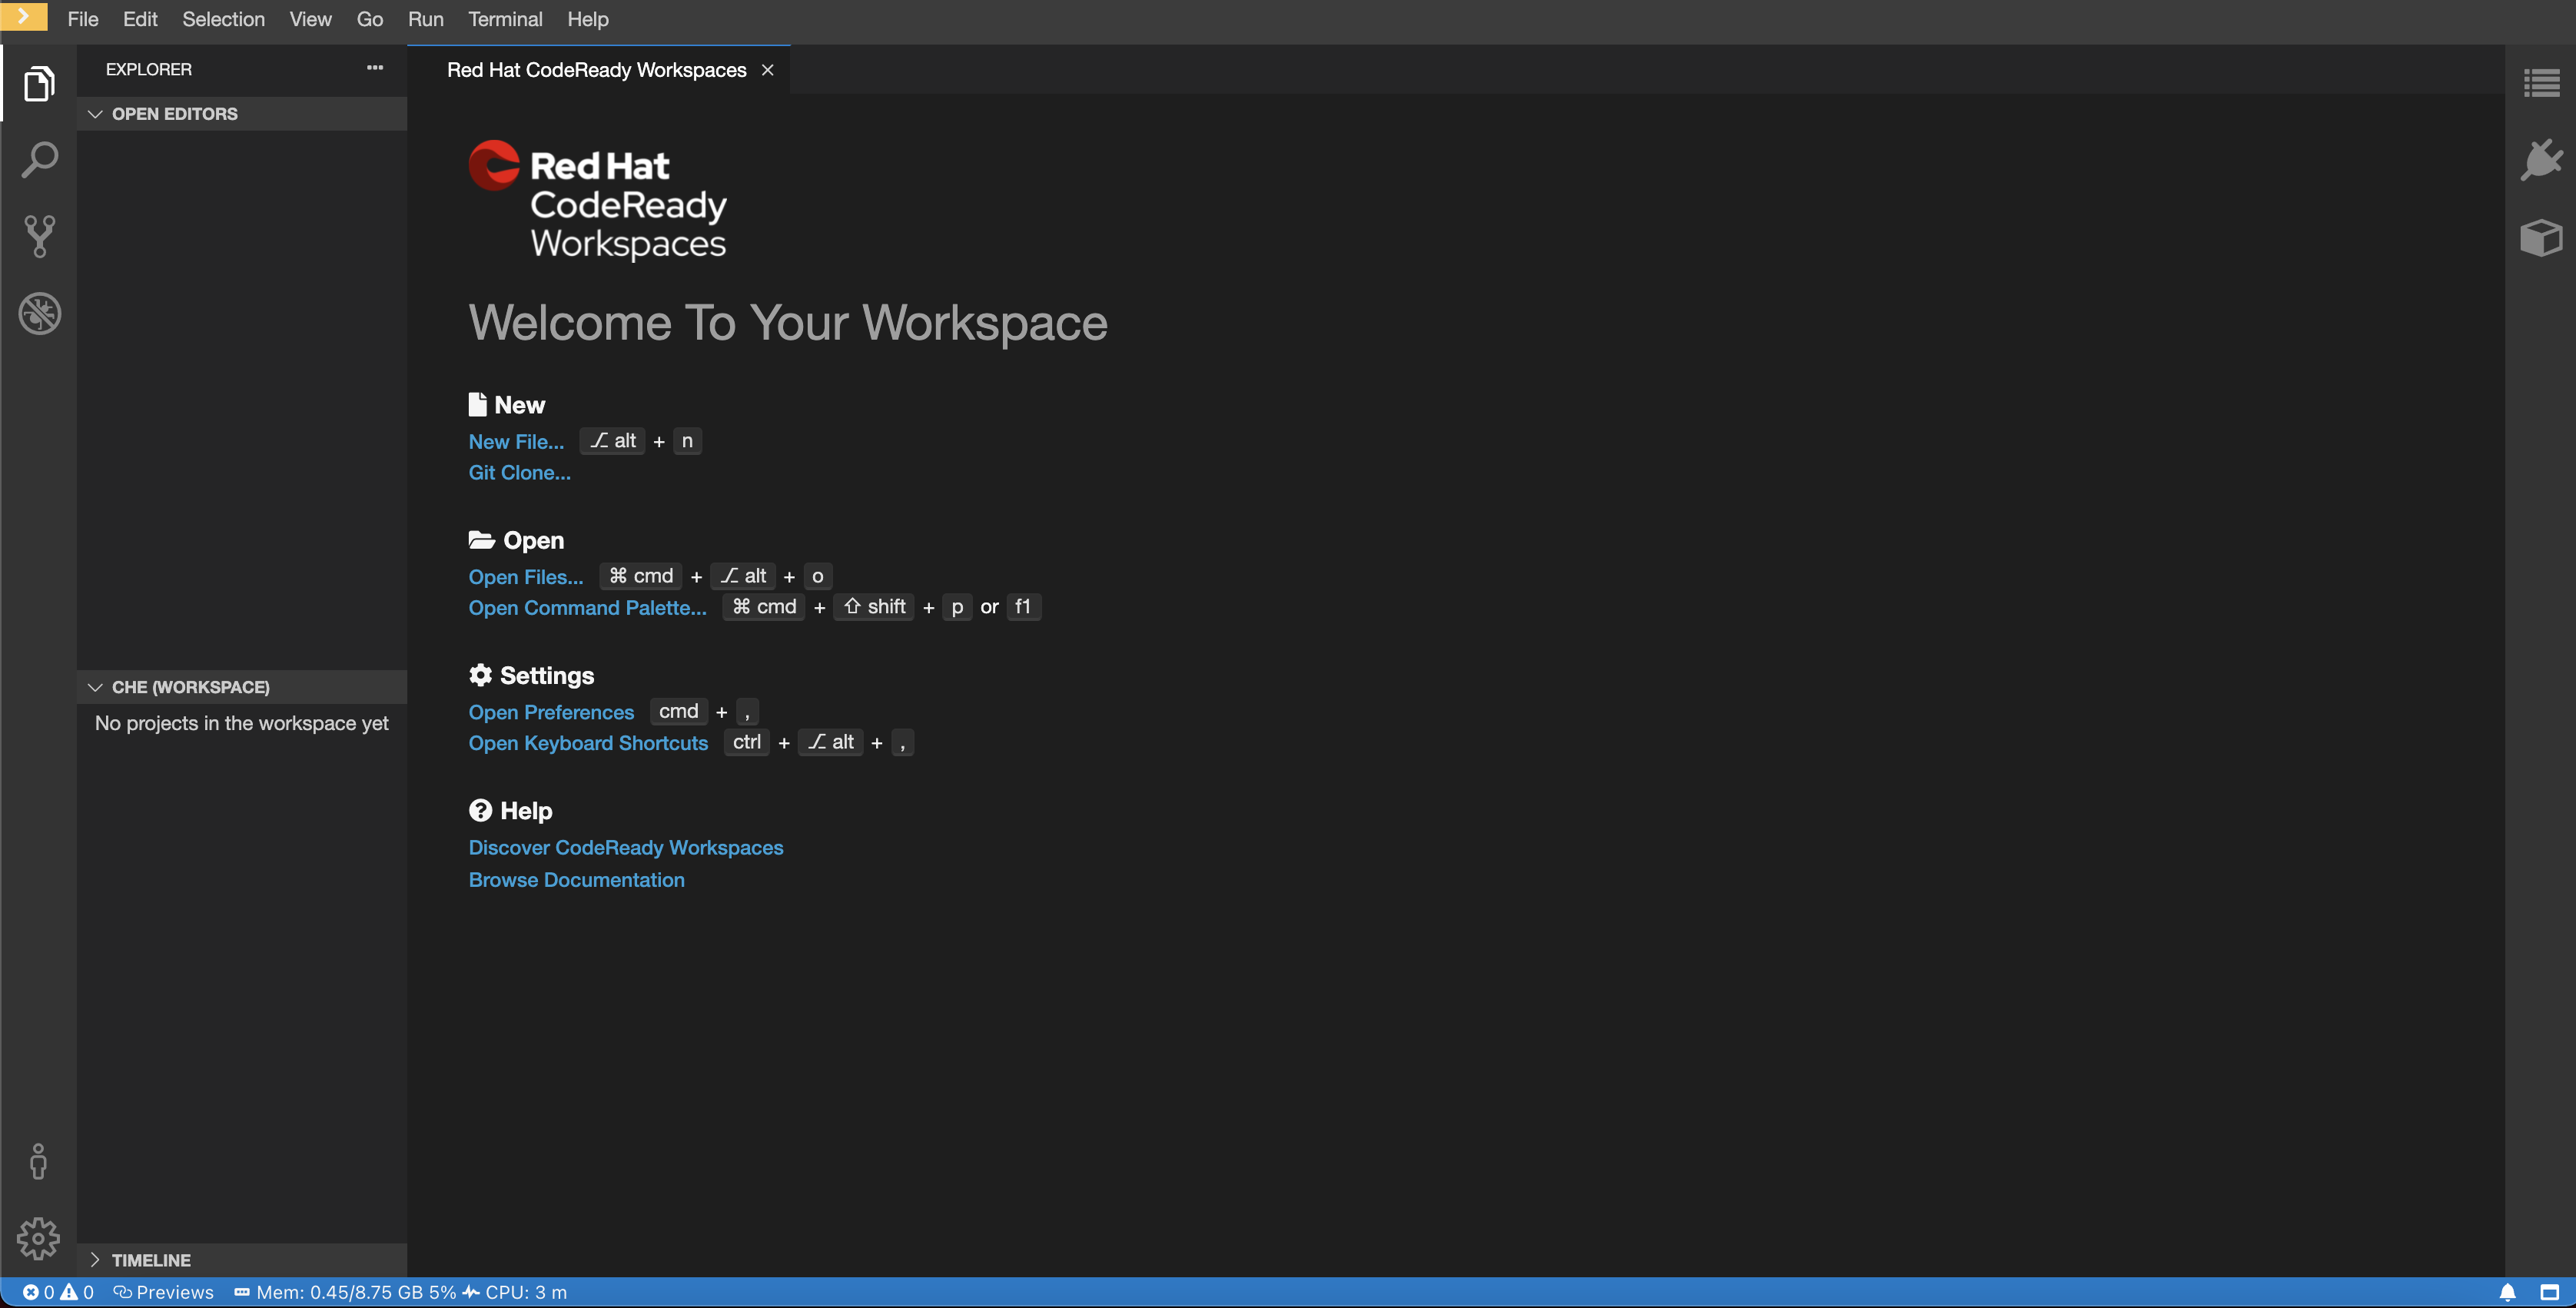 File Edit Selection View Go Run Terminal Help
EXPLORER
OPEN EDITORS
CHE (WORKSPACE)
No projects in the workspace yet
TIMELINE
Red Hat CodeReady Workspaces
Red Hat
CodeReady
Workspaces
Welcome To Your Workspace
New
New File... ⌥ alt + n
Git Clone...
Open
Open Files... ⌘ cmd + ⌥ alt + o
Open Command Palette... ⌘ cmd + ⇧ shift + p or f1
Settings
Open Preferences cmd + ,
Open Keyboard Shortcuts ctrl + ⌥ alt + ,
Help
Discover CodeReady Workspaces
Browse Documentation
0 0 Previews Mem: 0.45/8.75 GB 5% CPU: 3 m